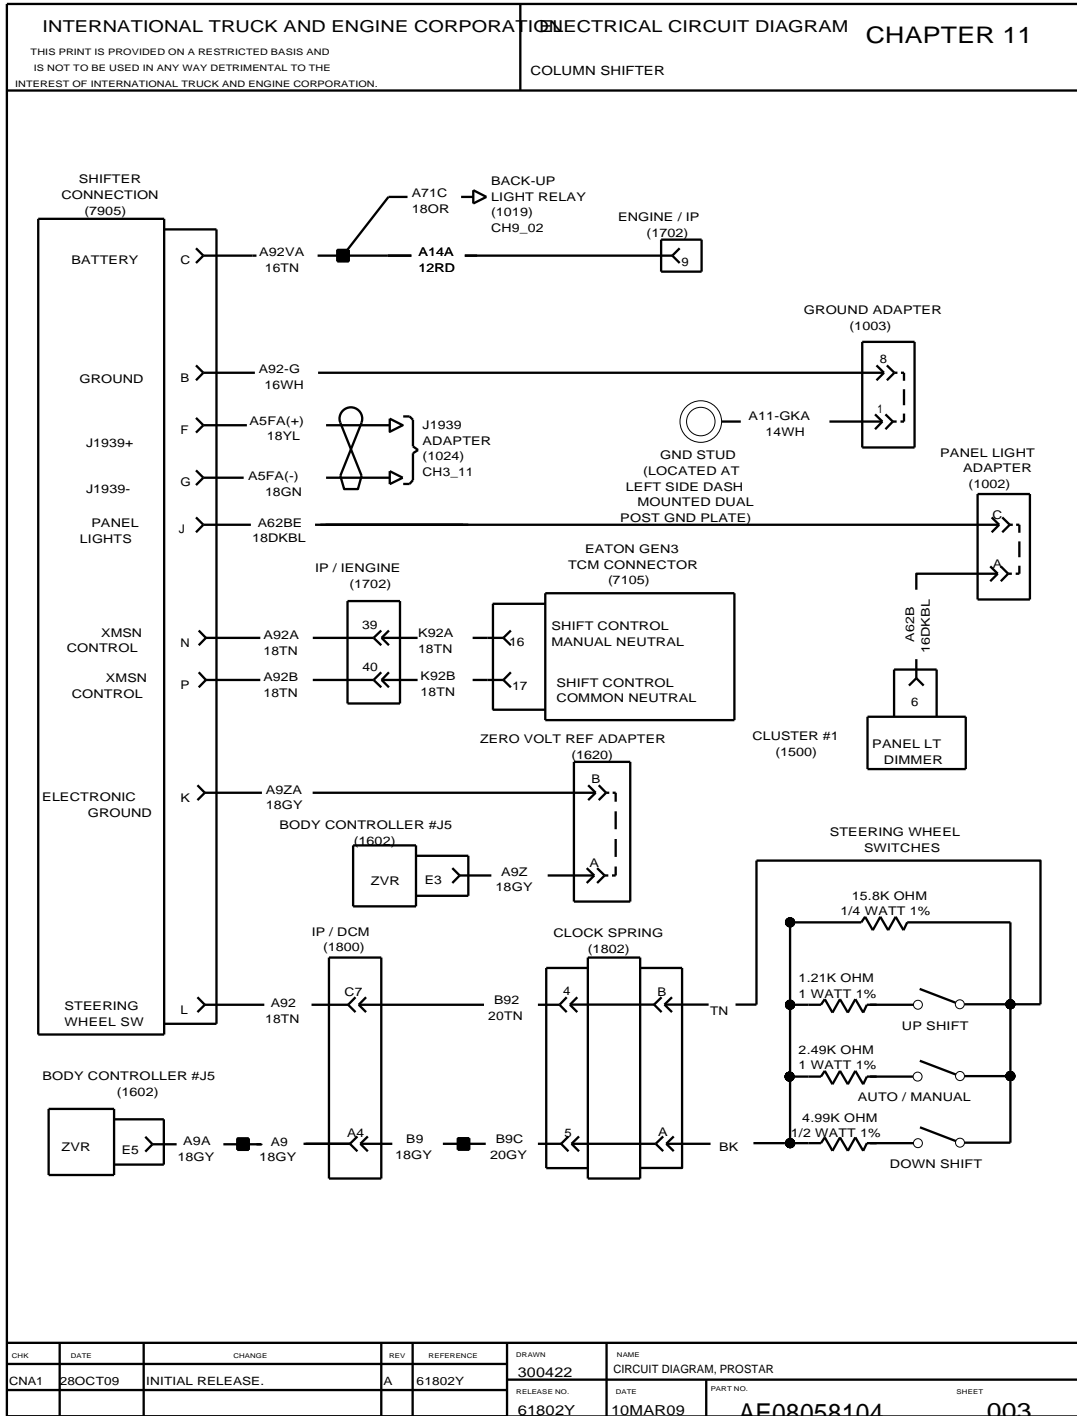 INTERNATIONAL TRUCK AND ENGINE CORPORATION
ELECTRICAL CIRCUIT DIAGRAM
CHAPTER 11
THIS PRINT IS PROVIDED ON A RESTRICTED BASIS AND
IS NOT TO BE USED IN ANY WAY DETRIMENTAL TO THE
INTEREST OF INTERNATIONAL TRUCK AND ENGINE CORPORATION.
COLUMN SHIFTER
SHIFTER
CONNECTION
(7905)
A71C
18OR
BACK-UP
LIGHT RELAY
(1019)
CH9_02
ENGINE / IP
(1702)
BATTERY
C
A92VA
16TN
A14A
12RD
9
GROUND ADAPTER
(1003)
8
GROUND
B
A92-G
16WH
1
A11-GKA
14WH
J1939+
F
A5FA(+)
18YL
J1939
ADAPTER
(1024)
CH3_11
J1939-
G
A5FA(-)
18GN
GND STUD
(LOCATED AT
LEFT SIDE DASH
MOUNTED DUAL
POST GND PLATE)
PANEL LIGHT
ADAPTER
(1002)
C
A
PANEL
LIGHTS
J
A62BE
18DKBL
A62B
16DKBL
IP / IENGINE
(1702)
EATON GEN3
TCM CONNECTOR
(7105)
XMSN
CONTROL
N
A92A
18TN
39
K92A
18TN
16
SHIFT CONTROL
MANUAL NEUTRAL
XMSN
CONTROL
P
A92B
18TN
40
K92B
18TN
17
SHIFT CONTROL
COMMON NEUTRAL
6
CLUSTER #1
(1500)
PANEL LT
DIMMER
ZERO VOLT REF ADAPTER
(1620)
B
ELECTRONIC
GROUND
K
A9ZA
18GY
BODY CONTROLLER #J5
(1602)
ZVR
E3
A9Z
18GY
A
STEERING WHEEL
SWITCHES
15.8K OHM
1/4 WATT 1%
IP / DCM
(1800)
CLOCK SPRING
(1802)
STEERING
WHEEL SW
L
A92
18TN
C7
B92
20TN
4
B
TN
1.21K OHM
1 WATT 1%
UP SHIFT
2.49K OHM
1 WATT 1%
AUTO / MANUAL
4.99K OHM
1/2 WATT 1%
DOWN SHIFT
BODY CONTROLLER #J5
(1602)
ZVR
E5
A9A
18GY
A9
18GY
A4
B9
18GY
B9C
20GY
5
A
BK
CHK DATE CHANGE REV REFERENCE
CNA1 28OCT09 INITIAL RELEASE. A 61802Y
DRAWN
300422
NAME
CIRCUIT DIAGRAM, PROSTAR
RELEASE NO.
61802Y
DATE
10MAR09
PART NO.
AE08058104
SHEET
003